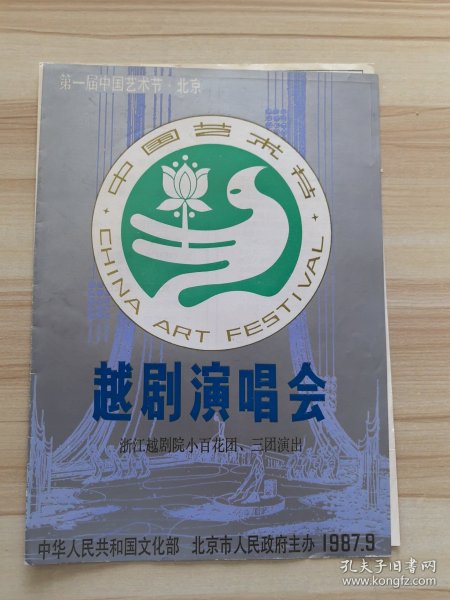 第一届中国艺术节·北京
·中国艺术节·
CHINA ART FESTIVAL
越剧演唱会
浙江越剧院小百花团、三团演出
中华人民共和国文化部 北京市人民政府主办 1987.9
孔夫子旧书网
www.kongfz.com